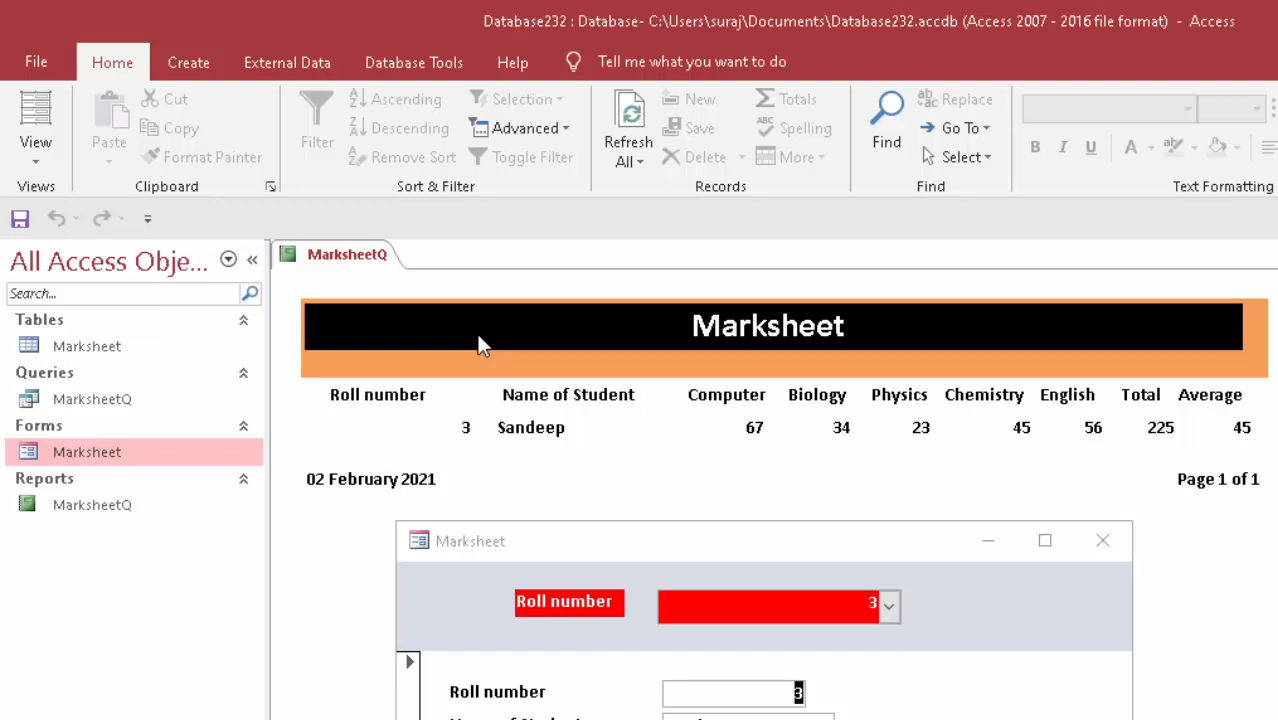 Database232 : Database- C:\Users\suraj\Documents\Database232.accdb (Access 2007 - 2016 file format) - Access
File Home Create External Data Database Tools Help Tell me what you want to do
View
Views
Paste
Cut
Copy
Format Painter
Clipboard
Filter
Ascending
Descending
Remove Sort
Selection
Advanced
Toggle Filter
Sort & Filter
Refresh
All
New
Save
Delete
Totals
Spelling
More
Records
Find
Replace
Go To
Select
Find
B I U A
Text Formatting
All Access Obje...
Search...
Tables
Marksheet
Queries
MarksheetQ
Forms
Marksheet
Reports
MarksheetQ
MarksheetQ
Marksheet
Roll number Name of Student Computer Biology Physics Chemistry English Total Average
3 Sandeep 67 34 23 45 56 225 45
02 February 2021 Page 1 of 1
Marksheet
Roll number 3
Roll number 3